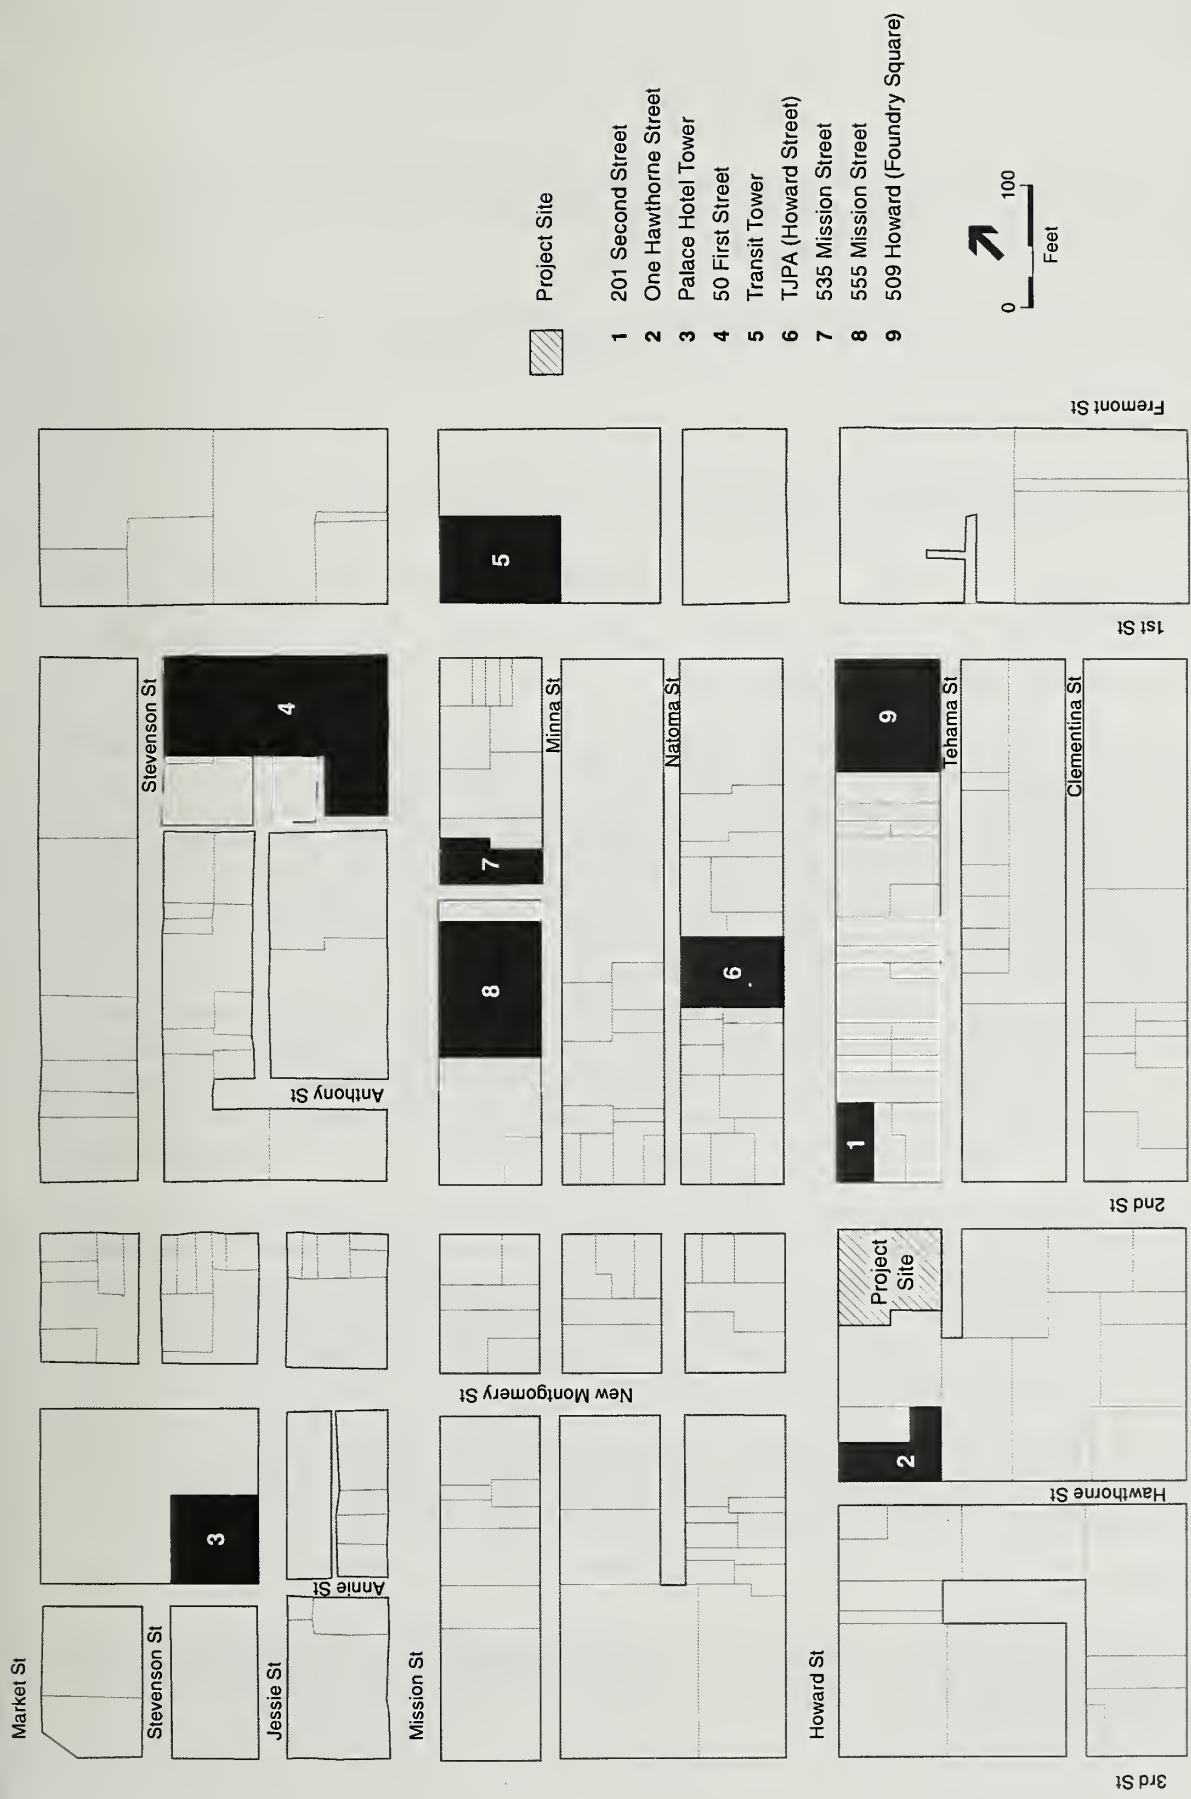 Market St
Stevenson St
Jessie St
Mission St
Howard St
3rd St
3
Annie St
New Montgomery St
2
Hawthorne St
Project
Site
2nd St
Stevenson St
4
Anthony St
Minna St
7
8
Natoma St
6
9
Tehama St
1
Clementina St
1st St
5
Fremont St
Project Site
1 201 Second Street
2 One Hawthorne Street
3 Palace Hotel Tower
4 50 First Street
5 Transit Tower
6 TJPA (Howard Street)
7 535 Mission Street
8 555 Mission Street
9 509 Howard (Foundry Square)
0 100
Feet